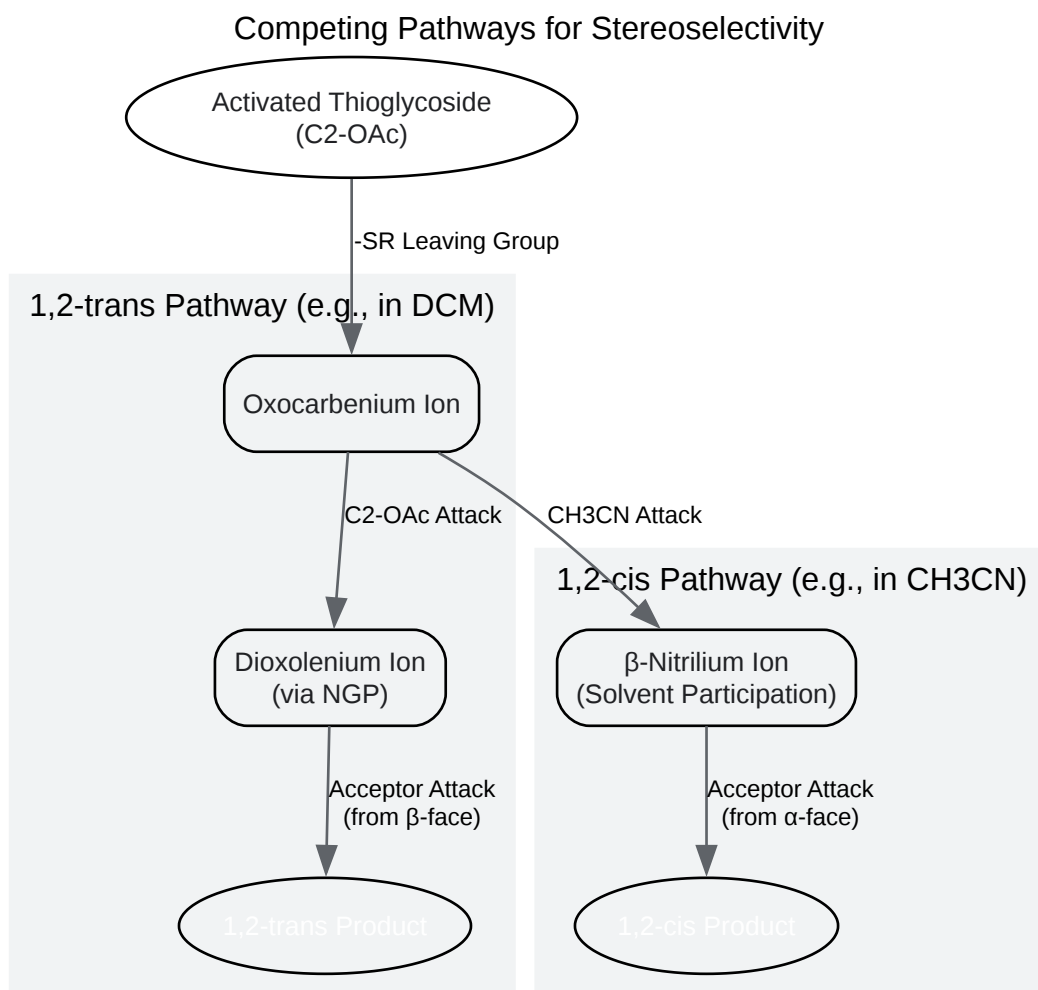 Competing Pathways for Stereoselectivity
Activated Thioglycoside
(C2-OAc)
-SR Leaving Group
1,2-trans Pathway (e.g., in DCM)
Oxocarbenium Ion
C2-OAc Attack
CH3CN Attack
1,2-cis Pathway (e.g., in CH3CN)
Dioxolenium Ion
(via NGP)
β-Nitrilium Ion
(Solvent Participation)
Acceptor Attack
(from β-face)
Acceptor Attack
(from α-face)
1,2-trans Product
1,2-cis Product